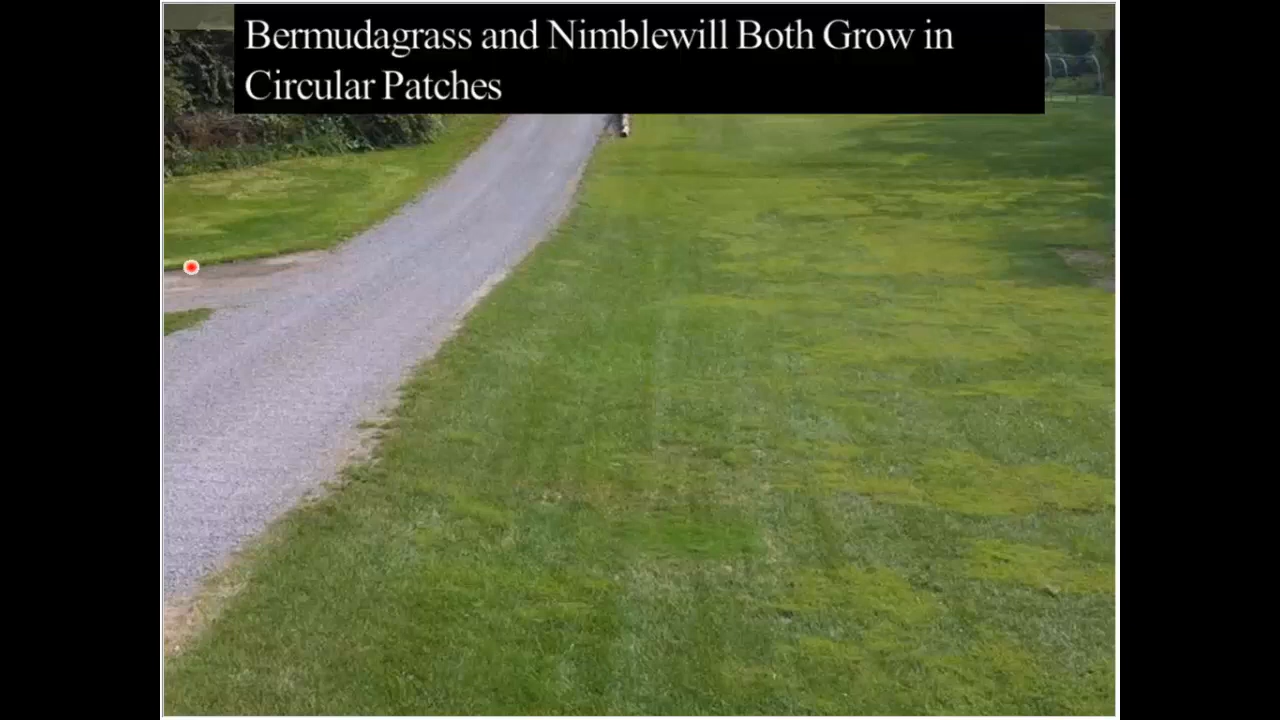 Bermudagrass and Nimblewill Both Grow in
Circular Patches